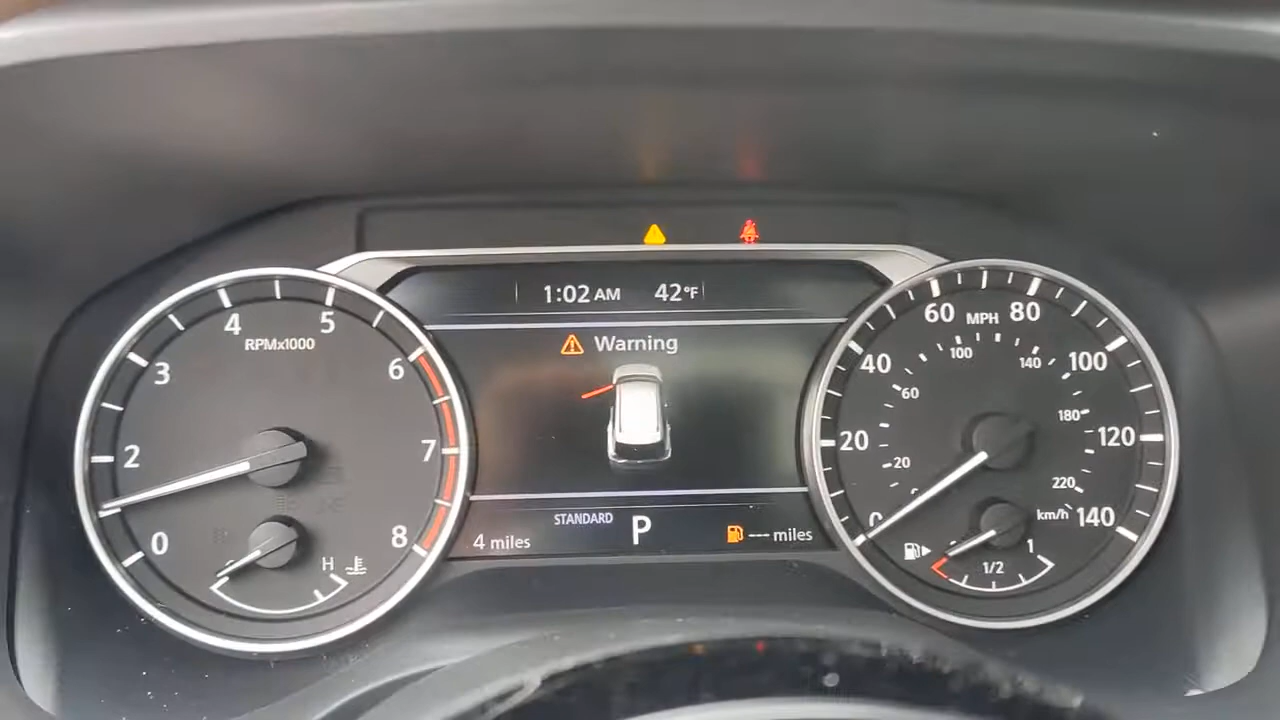 1:02 AM 42°F
Warning
STANDARD
P
4 miles
--- miles
RPMx1000
0
2
3
4
5
6
7
8
H
MPH
0
20
40
60
80
100
120
140
20
60
100
140
180
220
km/h
1/2
1